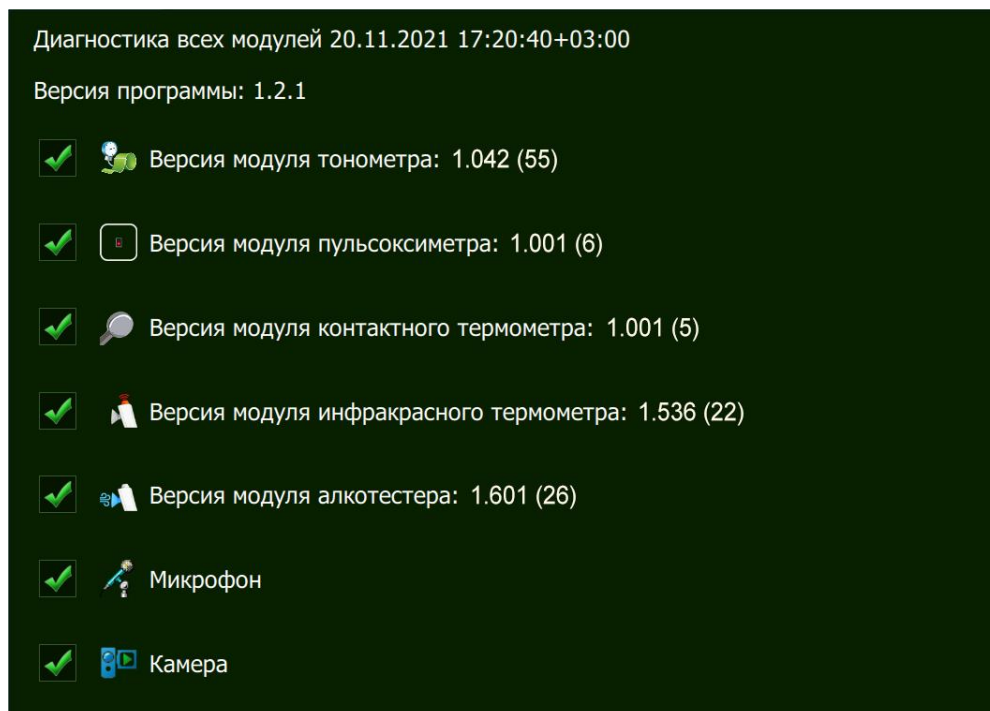 Диагностика всех модулей 20.11.2021 17:20:40+03:00
Версия программы: 1.2.1
Версия модуля тонометра: 1.042 (55)
Версия модуля пульсоксиметра: 1.001 (6)
Версия модуля контактного термометра: 1.001 (5)
Версия модуля инфракрасного термометра: 1.536 (22)
Версия модуля алкотестера: 1.601 (26)
Микрофон
Камера